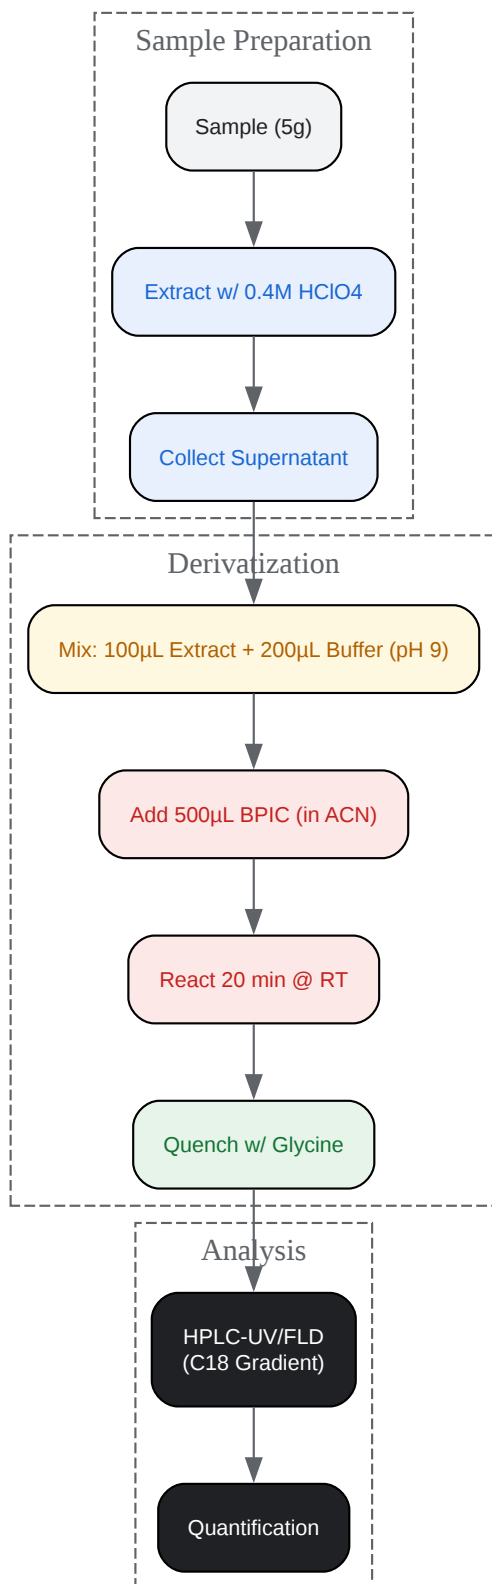 Sample Preparation
Sample (5g)
Extract w/ 0.4M HClO4
Collect Supernatant
Derivatization
Mix: 100µL Extract + 200µL Buffer (pH 9)
Add 500µL BPIC (in ACN)
React 20 min @ RT
Quench w/ Glycine
Analysis
HPLC-UV/FLD
(C18 Gradient)
Quantification